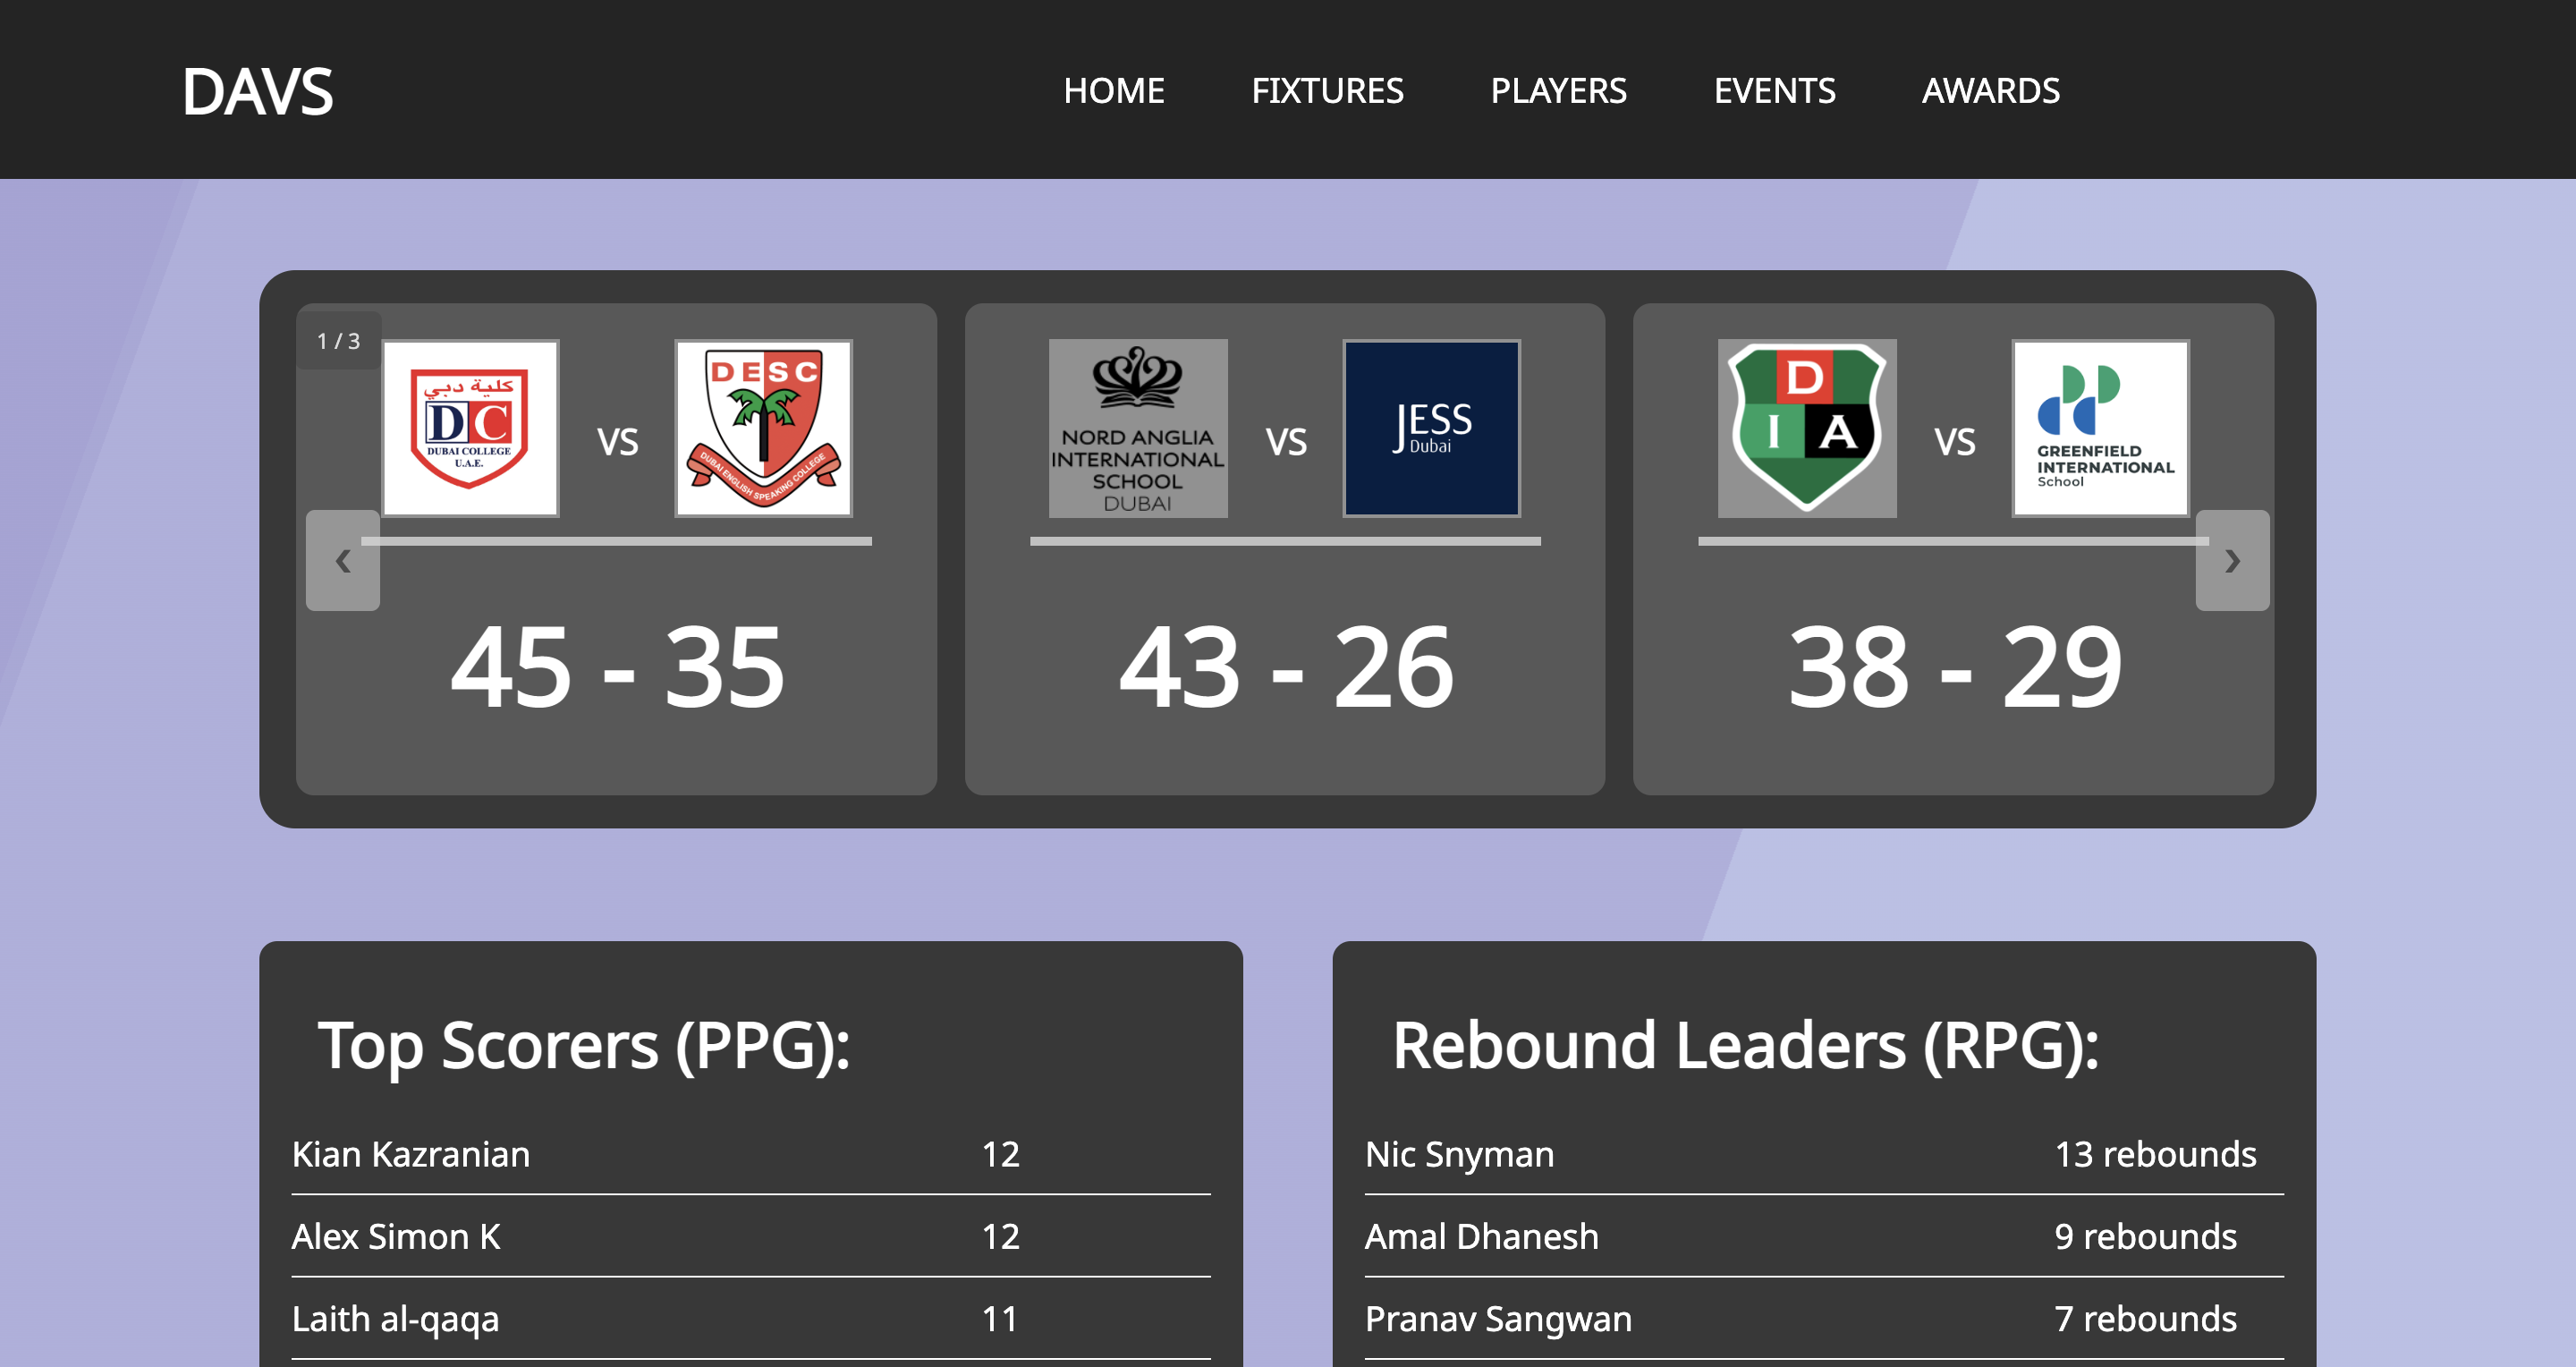 DAVS
HOME FIXTURES PLAYERS EVENTS AWARDS
1 / 3
كلية دبي
DC
DUBAI COLLEGE
U.A.E.
VS
DESC
DUBAI ENGLISH SPEAKING COLLEGE
45 - 35
NORD ANGLIA
INTERNATIONAL
SCHOOL
DUBAI
VS
JESS
Dubai
43 - 26
D
I A
VS
GREENFIELD
INTERNATIONAL
School
38 - 29
‹
›
Top Scorers (PPG):
Kian Kazranian 12
Alex Simon K 12
Laith al-qaqa 11
Rebound Leaders (RPG):
Nic Snyman 13 rebounds
Amal Dhanesh 9 rebounds
Pranav Sangwan 7 rebounds